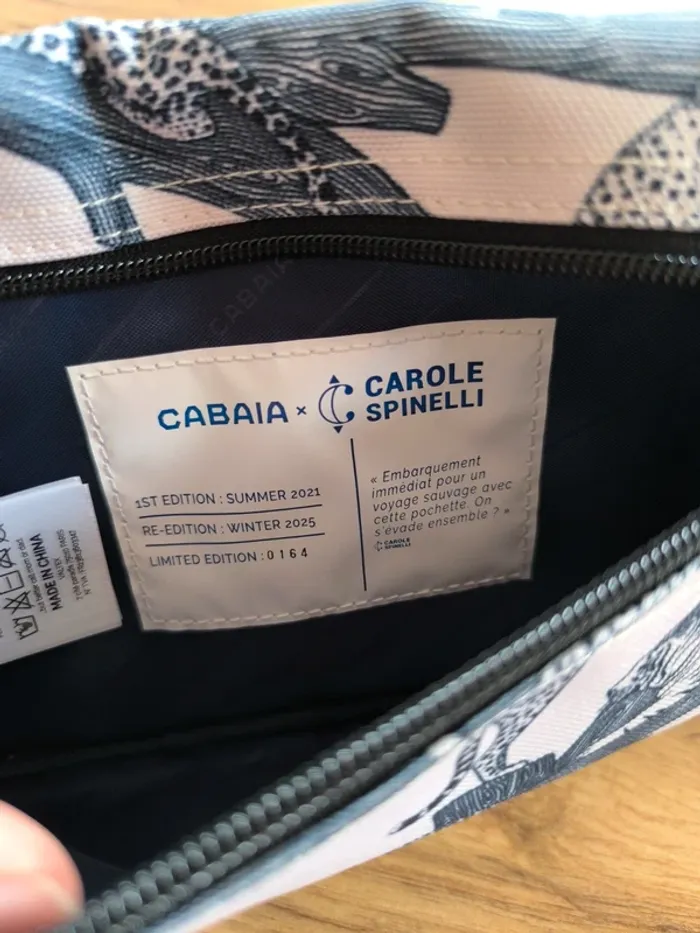 CABAIA
CABAIA × CAROLE
SPINELLI
1ST EDITION : SUMMER 2021
RE-EDITION : WINTER 2025
LIMITED EDITION : 0164
« Embarquement
immédiat pour un
voyage sauvage avec
cette pochette. On
s'évade ensemble ? »
CAROLE
SPINELLI
MADE IN CHINA